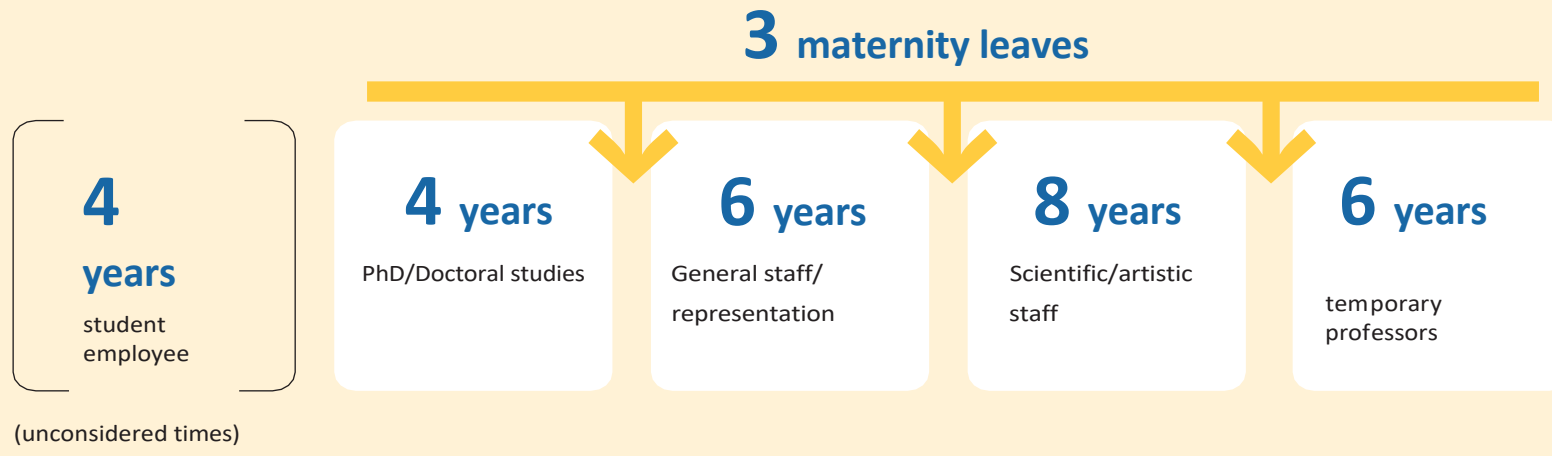 3 maternity leaves
4
years
student
employee
(unconsidered times)
4 years
PhD/Doctoral studies
6 years
General staff/
representation
8 years
Scientific/artistic
staff
6 years
temporary
professors